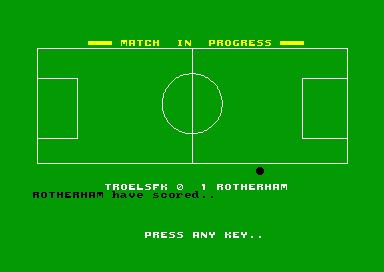 MATCH IN PROGRESS
TROELSFK 0 1 ROTHERHAM
ROTHERHAM have scored..
PRESS ANY KEY..